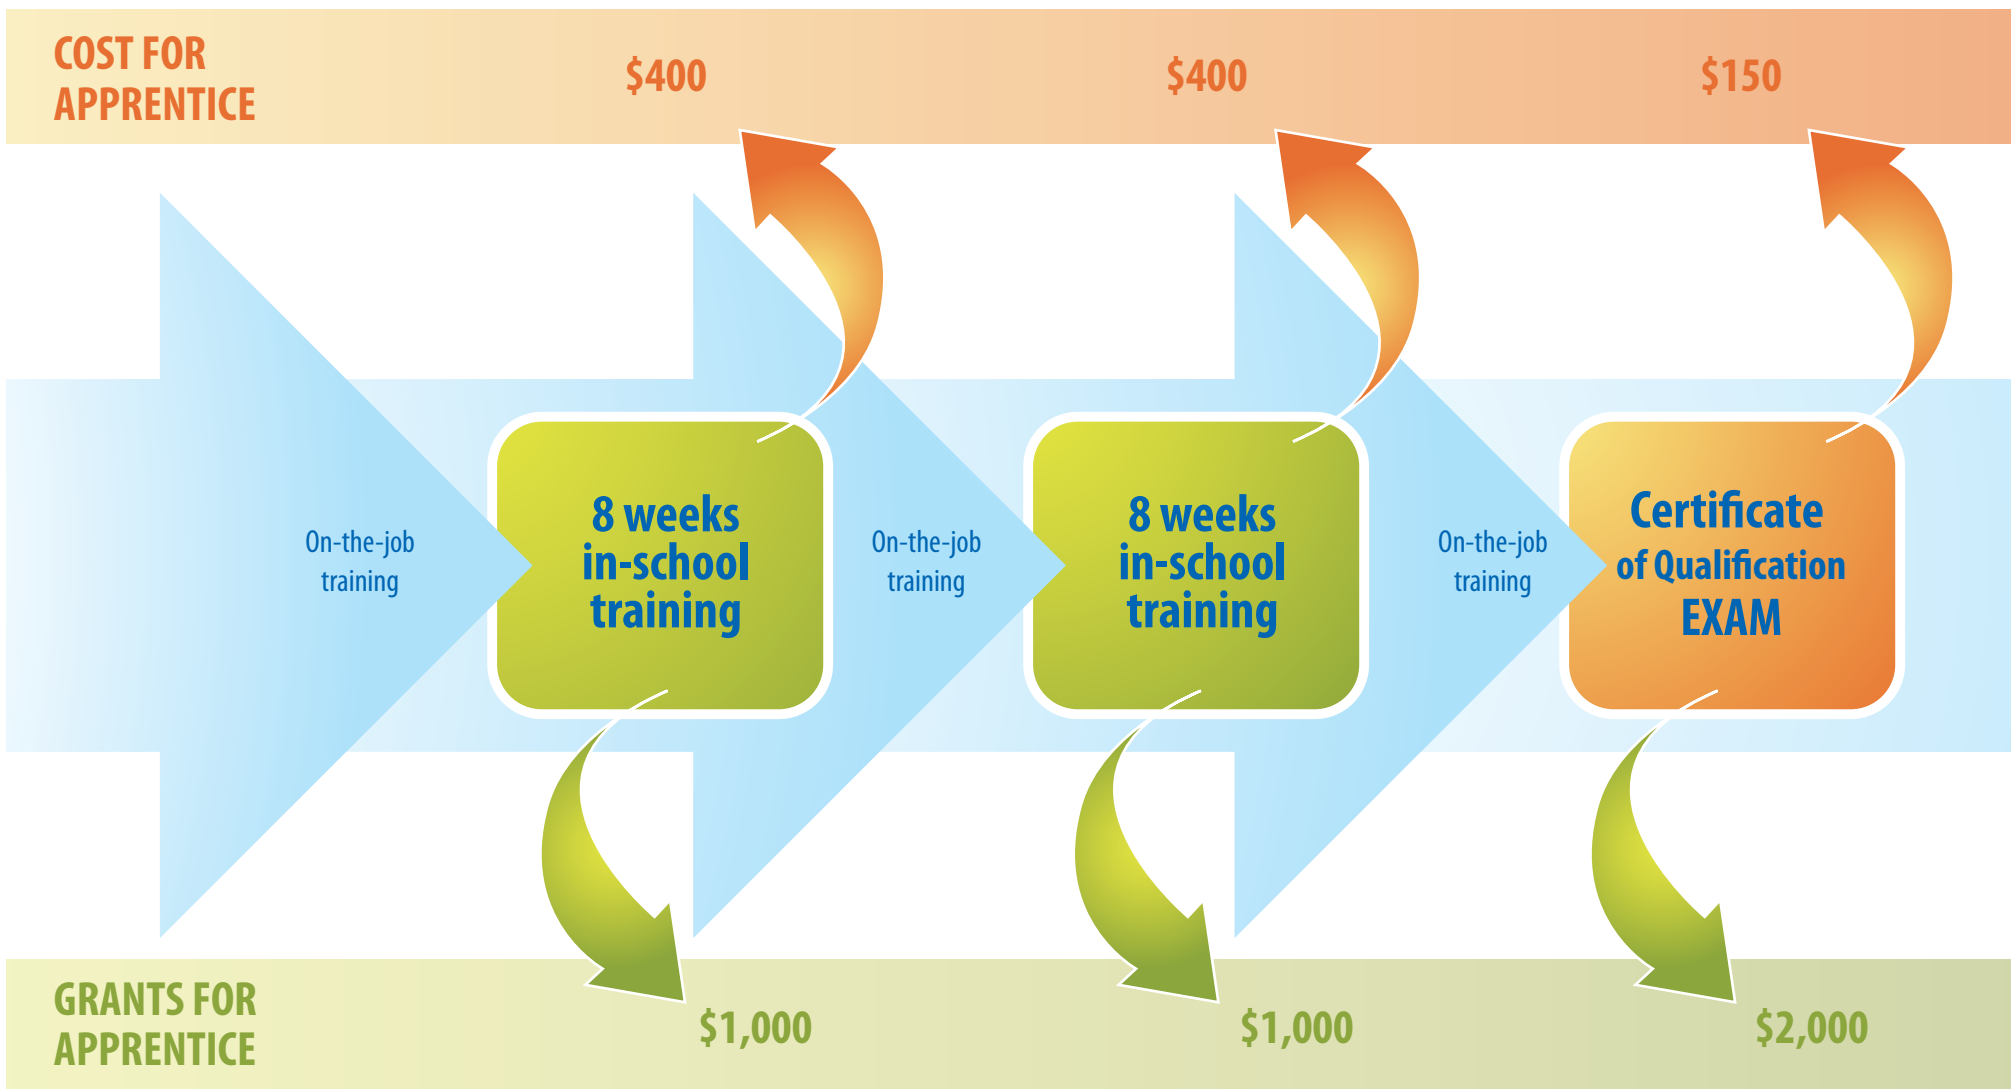 COST FOR
APPRENTICE
$400
$400
$150
On-the-job
training
8 weeks
in-school
training
On-the-job
training
8 weeks
in-school
training
On-the-job
training
Certificate
of Qualification
EXAM
GRANTS FOR
APPRENTICE
$1,000
$1,000
$2,000